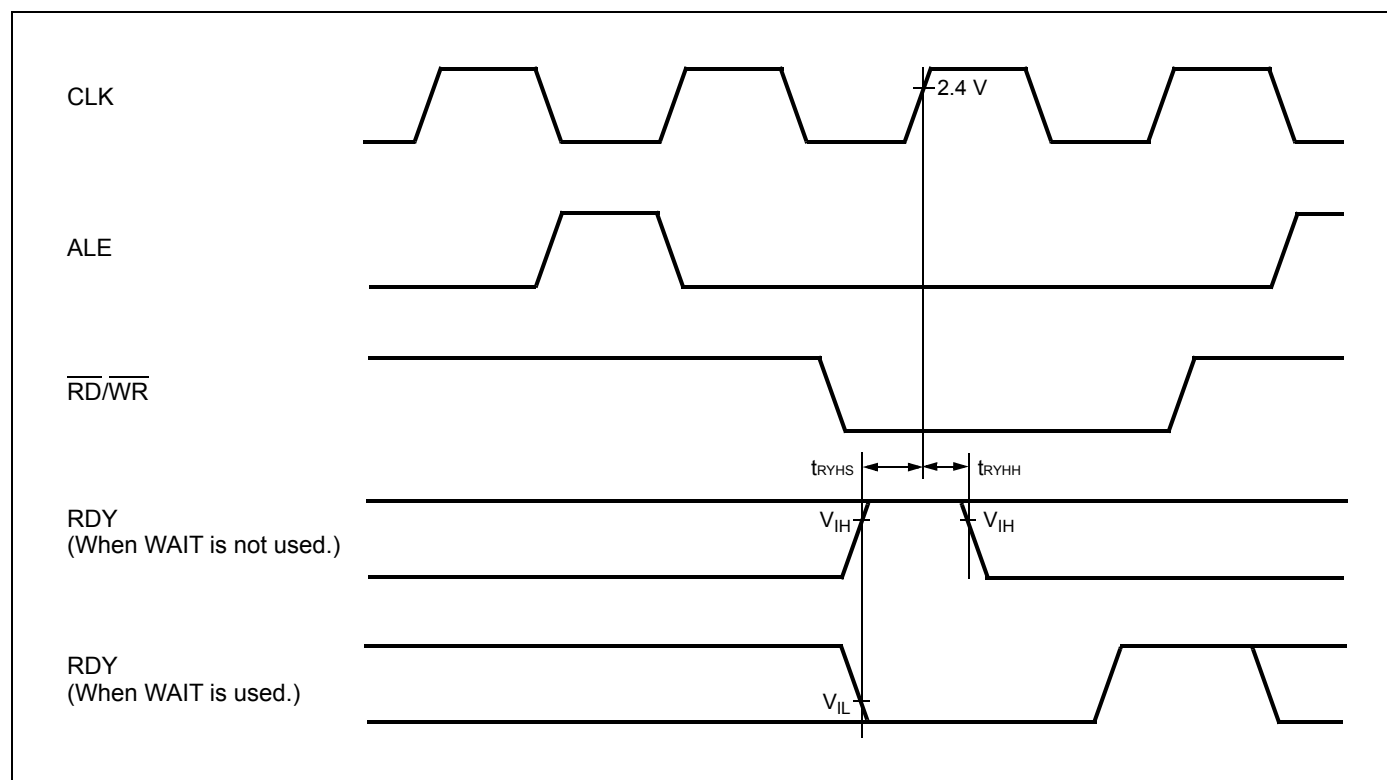 CLK
2.4 V
ALE
RD/WR
tRYHS
tRYHH
RDY
(When WAIT is not used.)
VIH
VIH
RDY
(When WAIT is used.)
VIL